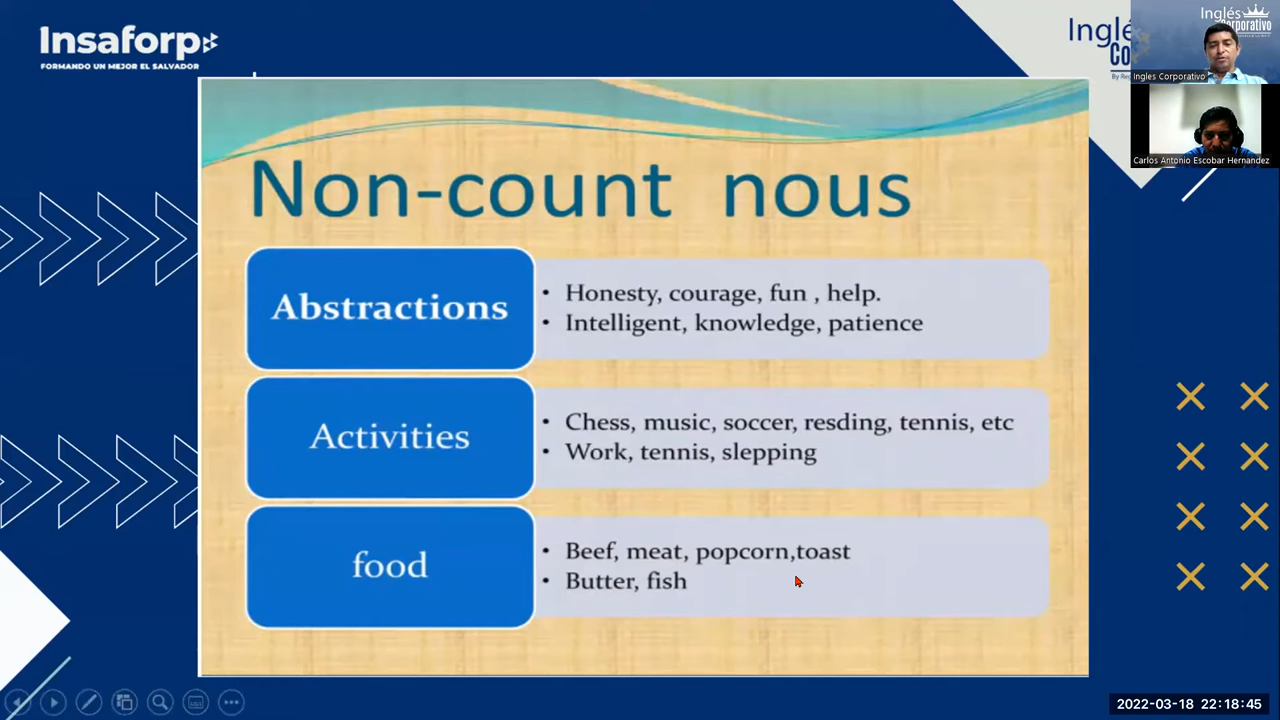 Insaforp
FORMANDO UN MEJOR EL SALVADOR
Inglés
Corporativo
Ingles Corporativo
Carlos Antonio Escobar Hernandez
Non-count nous
Abstractions
• Honesty, courage, fun , help.
• Intelligent, knowledge, patience
Activities
• Chess, music, soccer, resding, tennis, etc
• Work, tennis, slepping
food
• Beef, meat, popcorn,toast
• Butter, fish
2022-03-18 22:18:45